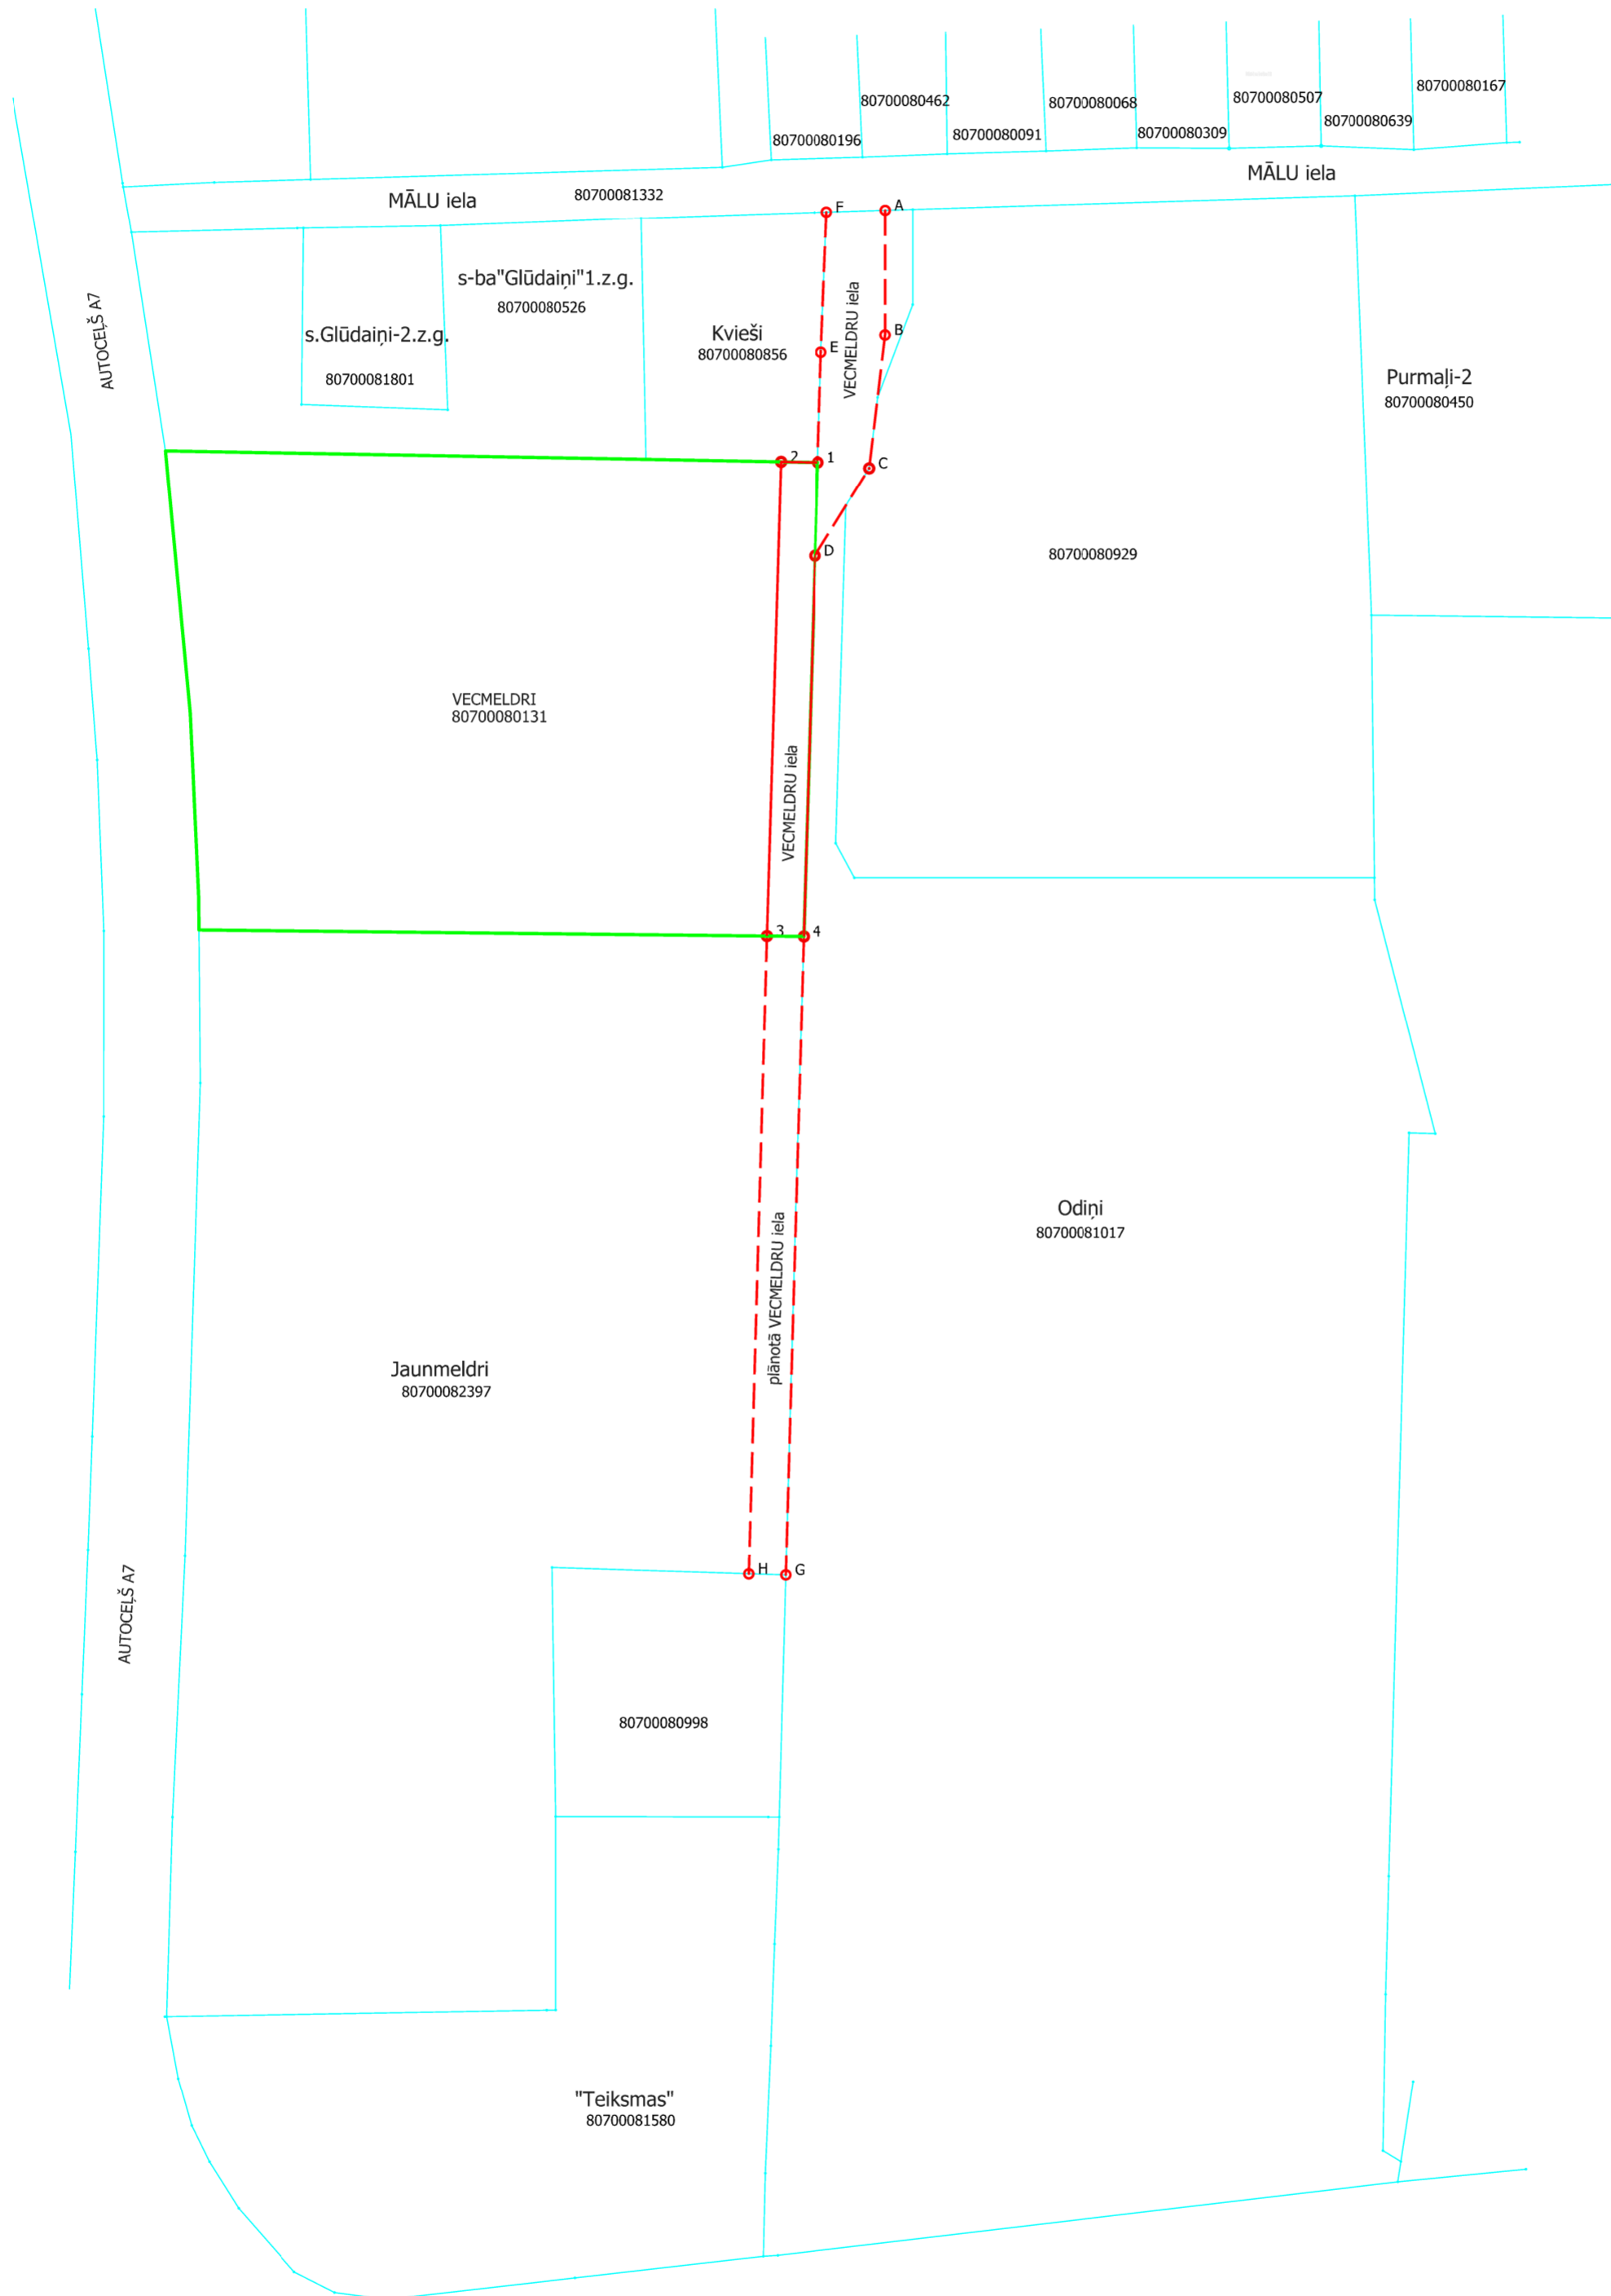 80700080167
80700080507
80700080462
80700080068
80700080639
80700080309
80700080091
80700080196
MĀLU iela
80700081332
MĀLU iela
F
A
s-ba"Glūdaiņi"1.z.g.
80700080526
s.Glūdaiņi-2.z.g.
80700081801
Kvieši
80700080856
AUTOCEĻŠ A7
VECMELDRU iela
B
E
Purmaļi-2
80700080450
2
1
C
D
80700080929
VECMELDRI
80700080131
VECMELDRU iela
3
4
Odiņi
80700081017
plānotā VECMELDRU iela
Jaunmeldri
80700082397
H
G
AUTOCEĻŠ A7
80700080998
"Teiksmas"
80700081580